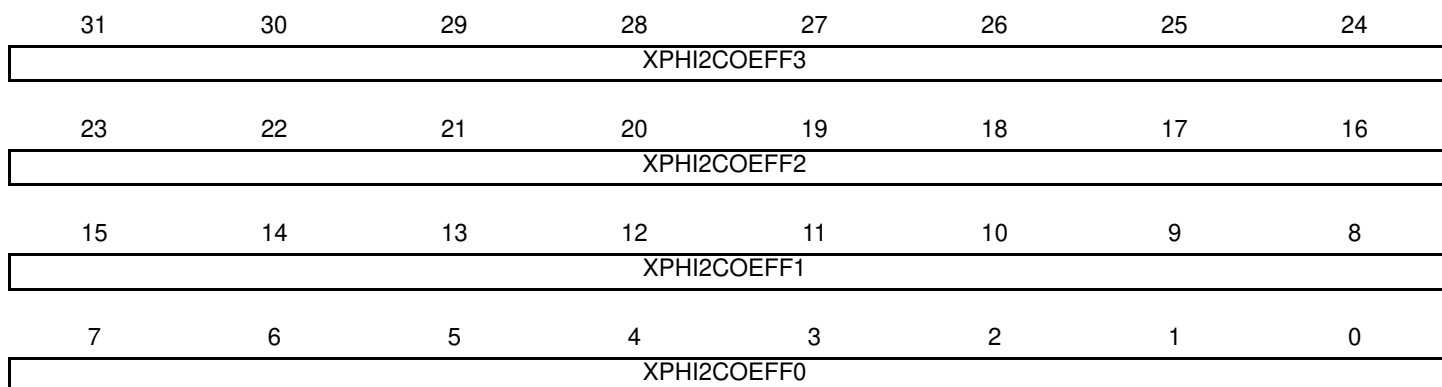 31 30 29 28 27 26 25 24
XPHI2COEFF3
23 22 21 20 19 18 17 16
XPHI2COEFF2
15 14 13 12 11 10 9 8
XPHI2COEFF1
7 6 5 4 3 2 1 0
XPHI2COEFF0